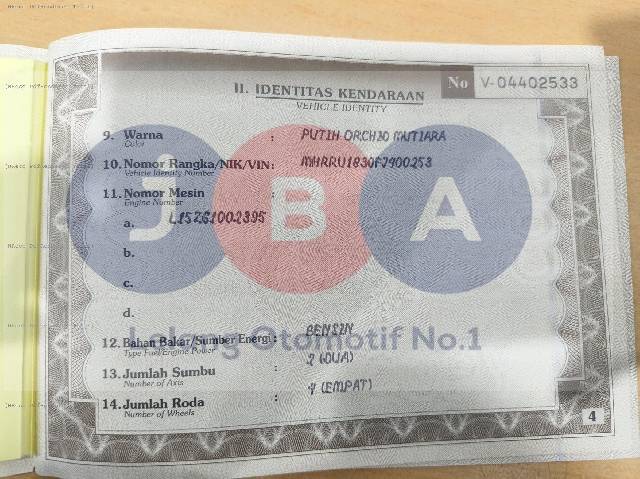 II. IDENTITAS KENDARAAN
VEHICLE IDENTITY
No V-04402533
9. Warna : PUTIH ORCHID MUTIARA
Color
10. Nomor Rangka/NIK/VIN: MHRRU1830FJ900253
Vehicle Identity Number
11. Nomor Mesin :
Engine Number
a. L15Z61002395
b.
c.
d.
JBA
Lelang Otomotif No.1
12. Bahan Bakar/Sumber Energi: BENSIN
Type Fuel/Engine Power
13. Jumlah Sumbu : 2 (DUA)
Number of Axis
14. Jumlah Roda : 4 (EMPAT)
Number of Wheels
4